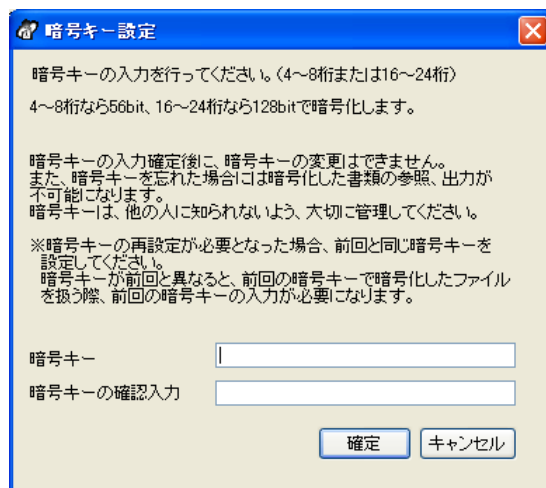 暗号キー設定
暗号キーの入力を行ってください。(4～8桁または16～24桁)
4～8桁なら56bit、16～24桁なら128bitで暗号化します。
暗号キーの入力確定後に、暗号キーの変更はできません。
また、暗号キーを忘れた場合には暗号化した書類の参照、出力が
不可能になります。
暗号キーは、他の人に知られないよう、大切に管理してください。
※暗号キーの再設定が必要となった場合、前回と同じ暗号キーを
設定してください。
暗号キーが前回と異なると、前回の暗号キーで暗号化したファイル
を扱う際、前回の暗号キーの入力が必要になります。
暗号キー
暗号キーの確認入力
確定 キャンセル